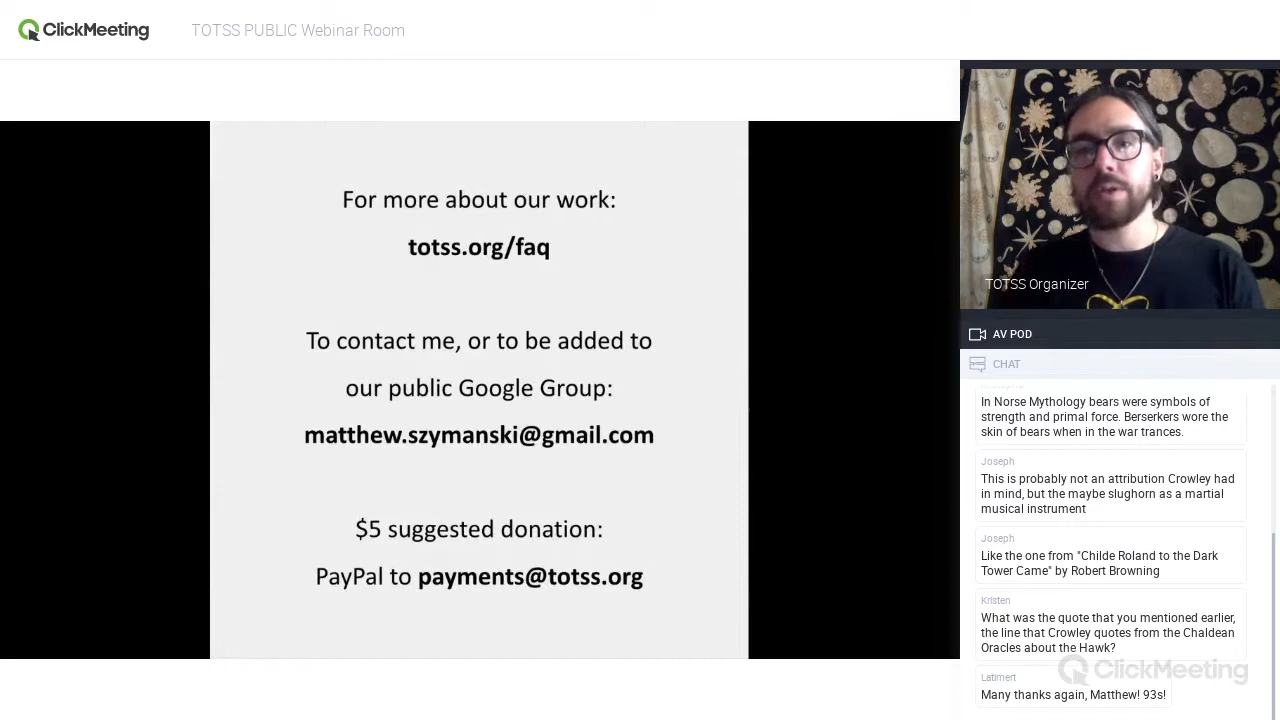 ClickMeeting
TOTSS PUBLIC Webinar Room
For more about our work:
totss.org/faq
To contact me, or to be added to
our public Google Group:
matthew.szymanski@gmail.com
$5 suggested donation:
PayPal to payments@totss.org
TOTSS Organizer
AV POD
CHAT
In Norse Mythology bears were symbols of
strength and primal force. Berserkers wore the
skin of bears when in the war trances.
Joseph
This is probably not an attribution Crowley had
in mind, but the maybe slughorn as a martial
musical instrument
Joseph
Like the one from "Childe Roland to the Dark
Tower Came" by Robert Browning
Kristen
What was the quote that you mentioned earlier,
the line that Crowley quotes from the Chaldean
Oracles about the Hawk?
ClickMeeting
Latimert
Many thanks again, Matthew! 93s!